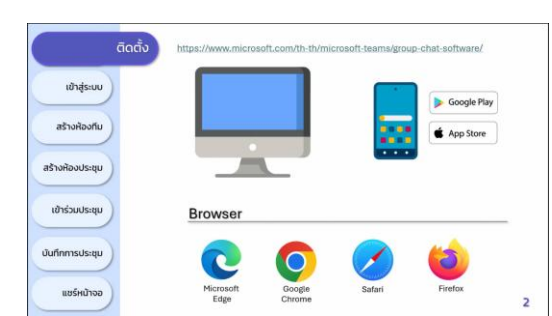 ติดตั้ง
https://www.microsoft.com/th-th/microsoft-teams/group-chat-software/
เข้าสู่ระบบ
สร้างห้องทีม
สร้างห้องประชุม
เข้าร่วมประชุม
บันทึกการประชุม
แชร์หน้าจอ
Google Play
App Store
Browser
Microsoft
Edge
Google
Chrome
Safari
Firefox
2